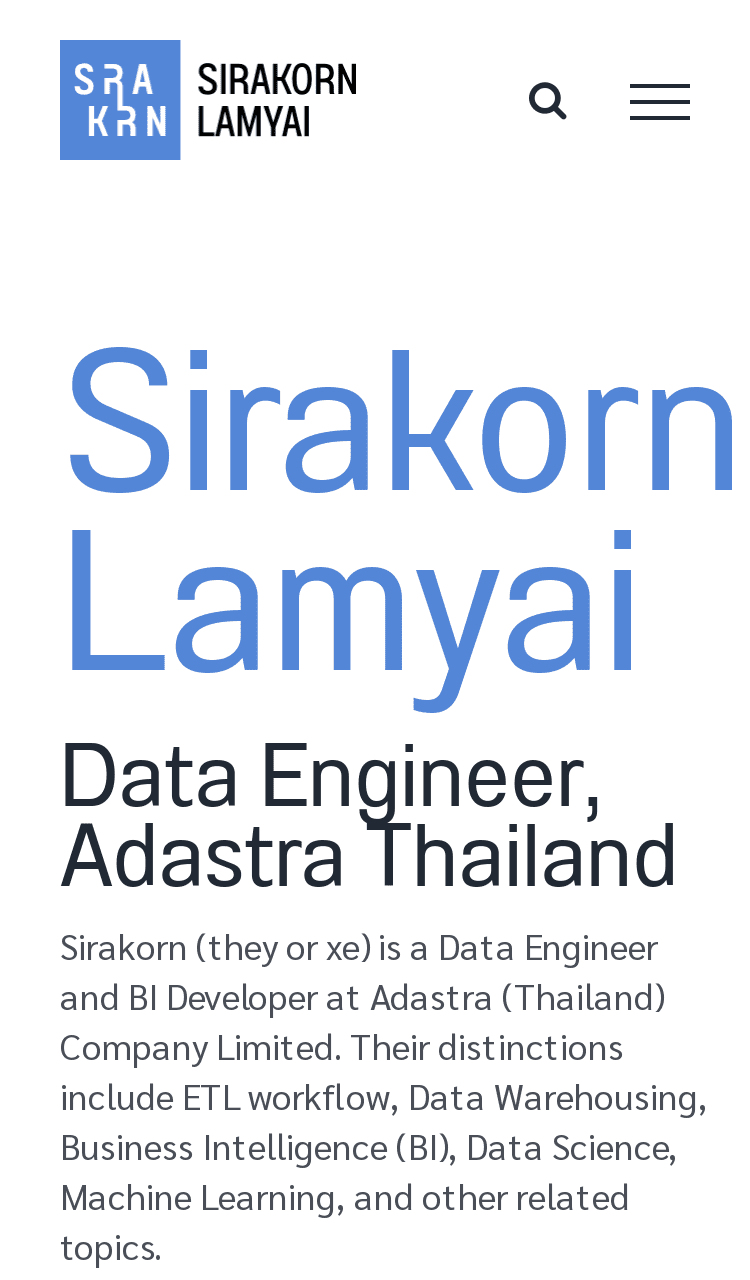 SRA
KRN
SIRAKORN
LAMYAI
Sirakorn
Lamyai
Data Engineer,
Adastra Thailand
Sirakorn (they or xe) is a Data Engineer
and BI Developer at Adastra (Thailand)
Company Limited. Their distinctions
include ETL workflow, Data Warehousing,
Business Intelligence (BI), Data Science,
Machine Learning, and other related
topics.